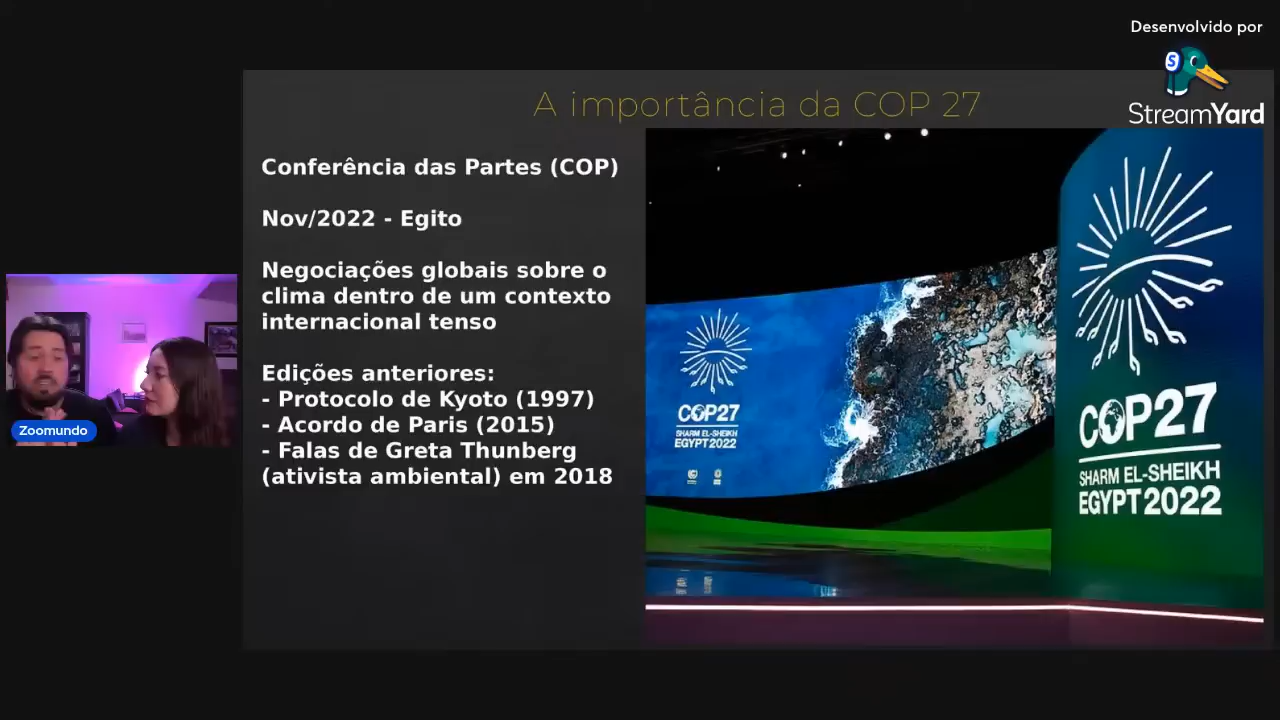 Desenvolvido por
StreamYard
A importância da COP 27
Conferência das Partes (COP)
Nov/2022 - Egito
Negociações globais sobre o
clima dentro de um contexto
internacional tenso
Edições anteriores:
- Protocolo de Kyoto (1997)
- Acordo de Paris (2015)
- Falas de Greta Thunberg
(ativista ambiental) em 2018
COP27
SHARM EL-SHEIKH
EGYPT2022
COP27
SHARM EL-SHEIKH
EGYPT2022
Zoomundo